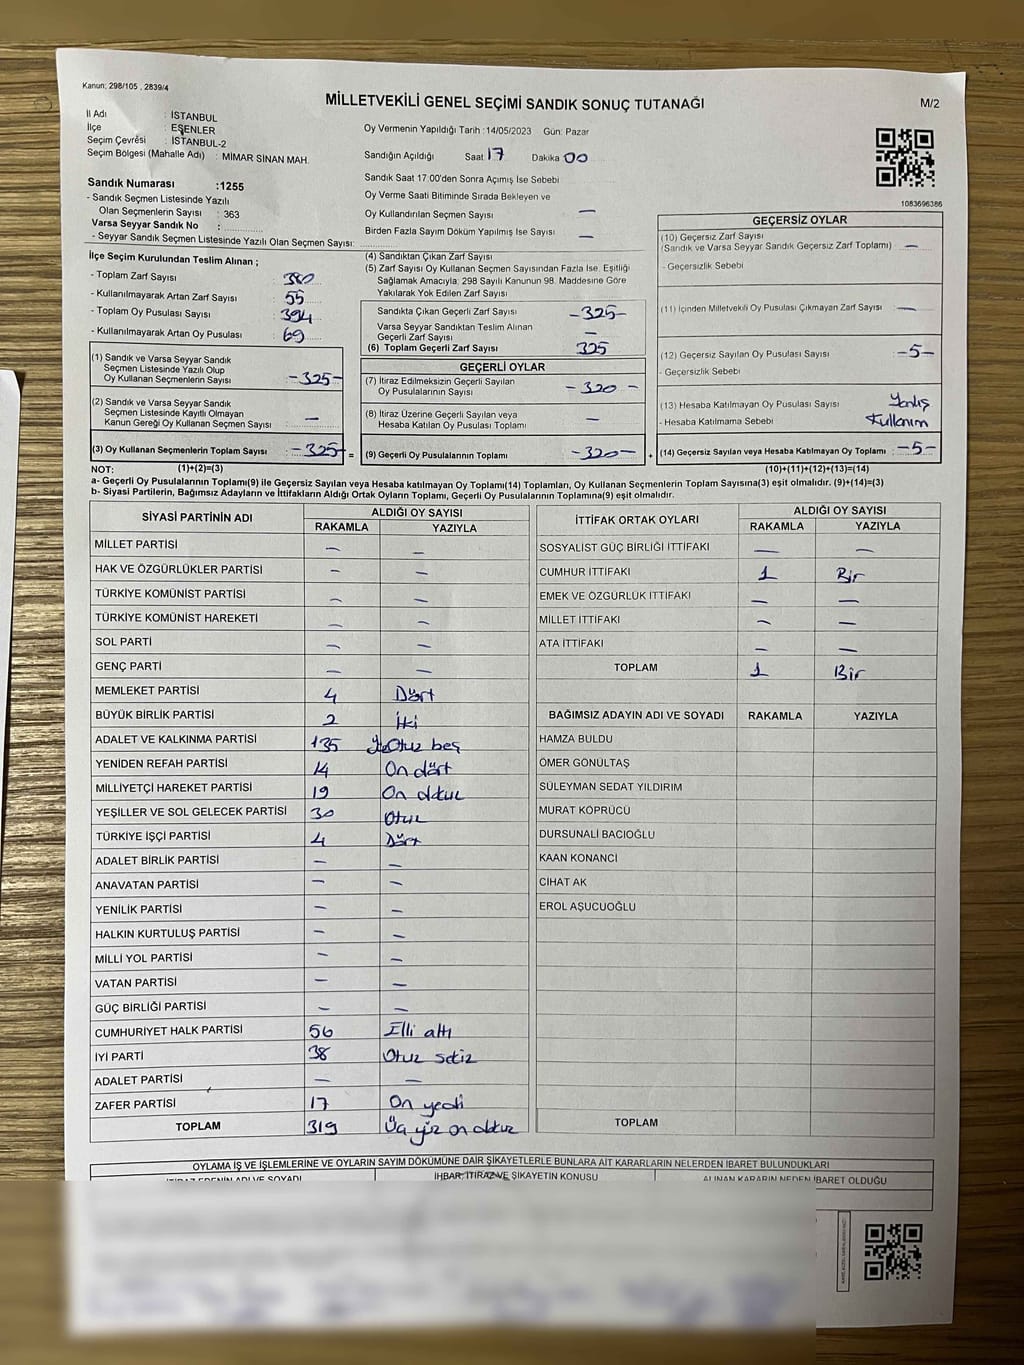 Kanun; 298/105 , 2839/4
MİLLETVEKİLİ GENEL SEÇİMİ SANDIK SONUÇ TUTANAĞI
M/2
İl Adı : İSTANBUL
İlçe : ESENLER
Seçim Çevresi : İSTANBUL-2
Seçim Bölgesi (Mahalle Adı) : MİMAR SİNAN MAH.
Sandık Numarası :1255
- Sandık Seçmen Listesinde Yazılı
Olan Seçmenlerin Sayısı : 363
Varsa Seyyar Sandık No :
- Seyyar Sandık Seçmen Listesinde Yazılı Olan Seçmen Sayısı:
Oy Vermenin Yapıldığı Tarih :14/05/2023 Gün: Pazar
Sandığın Açıldığı Saat 17 Dakika 00
Sandık Saat 17.00'den Sonra Açımış İse Sebebi
Oy Verme Saati Bitiminde Sırada Bekleyen ve
Oy Kullandırılan Seçmen Sayısı —
Birden Fazla Sayım Döküm Yapılmış İse Sayısı —
1083696386
İlçe Seçim Kurulundan Teslim Alınan ;
- Toplam Zarf Sayısı : 380
- Kullanılmayarak Artan Zarf Sayısı : 55
- Toplam Oy Pusulası Sayısı : 394
- Kullanılmayarak Artan Oy Pusulası : 69
(1) Sandık ve Varsa Seyyar Sandık
Seçmen Listesinde Yazılı Olup
Oy Kullanan Seçmenlerin Sayısı : -325-
(2) Sandık ve Varsa Seyyar Sandık
Seçmen Listesinde Kayıtlı Olmayan
Kanun Gereği Oy Kullanan Seçmen Sayısı : —
(3) Oy Kullanan Seçmenlerin Toplam Sayısı : -325- =
(4) Sandıktan Çıkan Zarf Sayısı
(5) Zarf Sayısı Oy Kullanan Seçmen Sayısından Fazla İse, Eşitliği
Sağlamak Amacıyla; 298 Sayılı Kanunun 98. Maddesine Göre
Yakılarak Yok Edilen Zarf Sayısı
Sandıkta Çıkan Geçerli Zarf Sayısı -325-
Varsa Seyyar Sandıktan Teslim Alınan
Geçerli Zarf Sayısı —
(6) Toplam Geçerli Zarf Sayısı 325
GEÇERLİ OYLAR
(7) İtiraz Edilmeksizin Geçerli Sayılan
Oy Pusulalarının Sayısı -320-
(8) İtiraz Üzerine Geçerli Sayılan veya
Hesaba Katılan Oy Pusulası Toplamı —
(9) Geçerli Oy Pusulalarının Toplamı -320- +
GEÇERSİZ OYLAR
(10) Geçersiz Zarf Sayısı
(Sandık ve Varsa Seyyar Sandık Geçersiz Zarf Toplamı) —
- Geçersizlik Sebebi
(11) İçinden Milletvekili Oy Pusulası Çıkmayan Zarf Sayısı —
(12) Geçersiz Sayılan Oy Pusulası Sayısı -5-
- Geçersizlik Sebebi
(13) Hesaba Katılmayan Oy Pusulası Sayısı Yanlış
- Hesaba Katılmama Sebebi Kullanım
(14) Geçersiz Sayılan veya Hesaba Katılmayan Oy Toplamı -5-
NOT: (1)+(2)=(3)
(10)+(11)+(12)+(13)=(14)
a- Geçerli Oy Pusulalarının Toplamı(9) ile Geçersiz Sayılan veya Hesaba katılmayan Oy Toplamı(14) Toplamları, Oy Kullanan Seçmenlerin Toplam Sayısına(3) eşit olmalıdır. (9)+(14)=(3)
b- Siyasi Partilerin, Bağımsız Adayların ve İttifakların Aldığı Ortak Oyların Toplamı, Geçerli Oy Pusulalarının Toplamına(9) eşit olmalıdır.
SİYASİ PARTİNİN ADI ALDIĞI OY SAYISI
RAKAMLA YAZIYLA
MİLLET PARTİSİ — —
HAK VE ÖZGÜRLÜKLER PARTİSİ — —
TÜRKİYE KOMÜNİST PARTİSİ — —
TÜRKİYE KOMÜNİST HAREKETİ — —
SOL PARTİ — —
GENÇ PARTİ — —
MEMLEKET PARTİSİ 4 Dört
BÜYÜK BİRLİK PARTİSİ 2 İki
ADALET VE KALKINMA PARTİSİ 135 Yüz Otuz beş
YENİDEN REFAH PARTİSİ 14 On dört
MİLLİYETÇİ HAREKET PARTİSİ 19 On dokuz
YEŞİLLER VE SOL GELECEK PARTİSİ 30 Otuz
TÜRKİYE İŞÇİ PARTİSİ 4 Dört
ADALET BİRLİK PARTİSİ — —
ANAVATAN PARTİSİ — —
YENİLİK PARTİSİ — —
HALKIN KURTULUŞ PARTİSİ — —
MİLLİ YOL PARTİSİ — —
VATAN PARTİSİ — —
GÜÇ BİRLİĞİ PARTİSİ — —
CUMHURİYET HALK PARTİSİ 56 Elli altı
İYİ PARTİ 38 Otuz sekiz
ADALET PARTİSİ — —
ZAFER PARTİSİ 17 On yedi
TOPLAM 319 Üç yüz on dokuz
İTTİFAK ORTAK OYLARI ALDIĞI OY SAYISI
RAKAMLA YAZIYLA
SOSYALİST GÜÇ BİRLİĞİ İTTİFAKI — —
CUMHUR İTTİFAKI 1 Bir
EMEK VE ÖZGÜRLÜK İTTİFAKI — —
MİLLET İTTİFAKI — —
ATA İTTİFAKI — —
TOPLAM 1 Bir
BAĞIMSIZ ADAYIN ADI VE SOYADI RAKAMLA YAZIYLA
HAMZA BULDU
ÖMER GÖNÜLTAŞ
SÜLEYMAN SEDAT YILDIRIM
MURAT KÖPRÜCÜ
DURSUNALİ BACIOĞLU
KAAN KONANCİ
CİHAT AK
EROL AŞUCUOĞLU
TOPLAM
OYLAMA İŞ VE İŞLEMLERİNE VE OYLARIN SAYIM DÖKÜMÜNE DAİR ŞİKAYETLERLE BUNLARA AİT KARARLARIN NELERDEN İBARET BULUNDUKLARI
İTİRAZ EDENİN ADI VE SOYADI İHBAR, İTİRAZ VE ŞİKAYETİN KONUSU ALINAN KARARIN NEDEN İBARET OLDUĞU